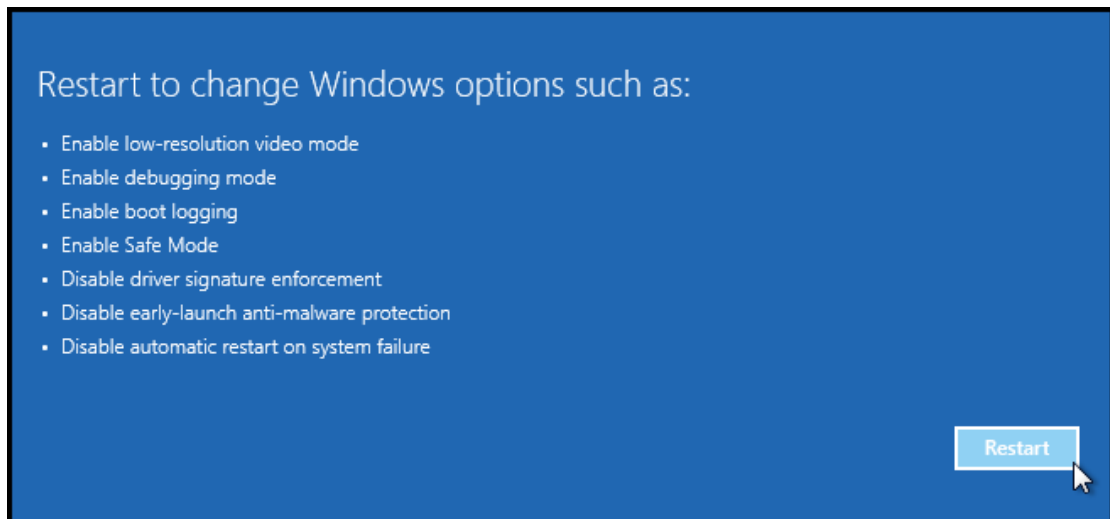 Restart to change Windows options such as:
▪ Enable low-resolution video mode
▪ Enable debugging mode
▪ Enable boot logging
▪ Enable Safe Mode
▪ Disable driver signature enforcement
▪ Disable early-launch anti-malware protection
▪ Disable automatic restart on system failure
Restart